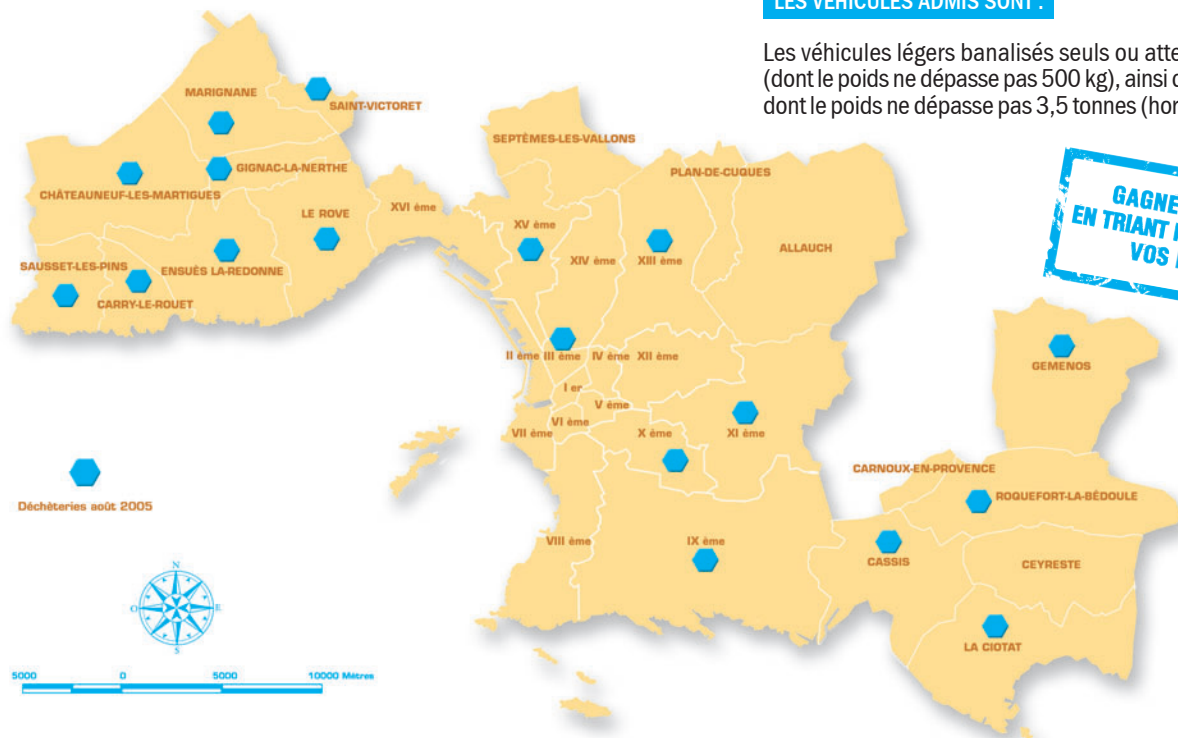 LES VÉHICULES ADMIS SONT :
Les véhicules légers banalisés seuls ou
(dont le poids ne dépasse pas 500 kg), ainsi
dont le poids ne dépasse pas 3,5 tonnes
EN TRIANT
VOS
MARIGNANE
SAINT-VICTORET
GIGNAC-LA-NERTHE
CHÂTEAUNEUF-LES-MARTIGUES
LE ROVE
SAUSSET-LES-PINS
ENSUÈS LA-REDONNE
CARRY-LE-ROUET
SEPTÈMES-LES-VALLONS
PLAN-DE-CUQUES
ALLAUCH
XVI ème
XV ème
XIV ème
XIII ème
II ème
III ème
IV ème
XII ème
I er
V ème
VI ème
VII ème
X ème
XI ème
VIII ème
IX ème
GEMENOS
CARNOUX-EN-PROVENCE
ROQUEFORT-LA-BÉDOULE
CASSIS
CEYRESTE
LA CIOTAT
Déchèteries août 2005
N
O
E
S
5000 0 5000 10000 Mètres